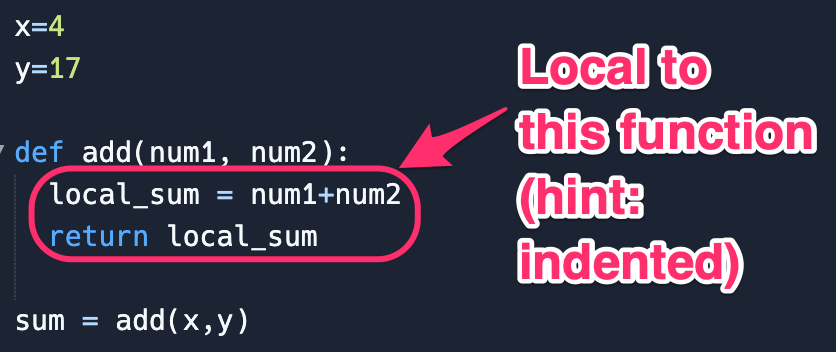 x=4
y=17
def add(num1, num2):
local_sum = num1+num2
return local_sum
sum = add(x,y)
Local to
this function
(hint:
indented)